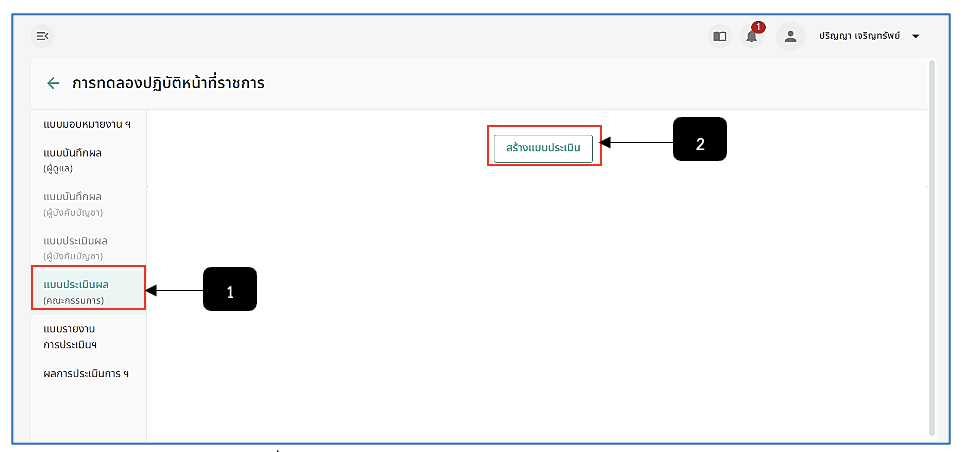 1
ปริญญา เจริญทรัพย์
การทดลองปฏิบัติหน้าที่ราชการ
แบบมอบหมายงาน ฯ
แบบบันทึกผล
(ผู้ดูแล)
แบบบันทึกผล
(ผู้บังคับบัญชา)
แบบประเมินผล
(ผู้บังคับบัญชา)
แบบประเมินผล
(คณะกรรมการ)
แบบรายงาน
การประเมินฯ
ผลการประเมินการ ฯ
สร้างแบบประเมิน
2
1